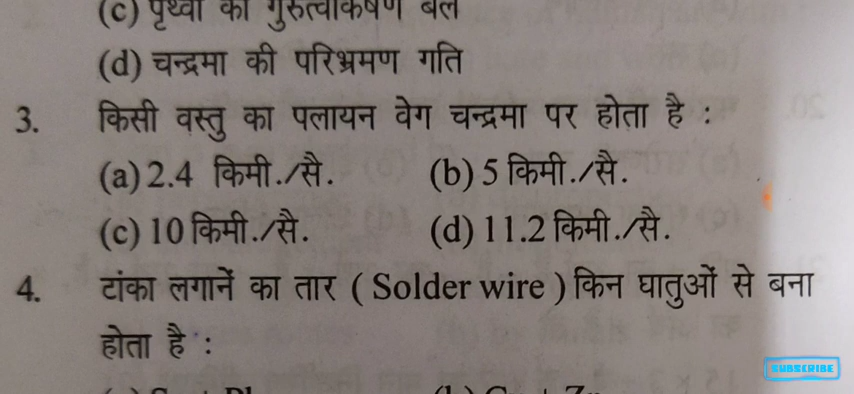 (c) पृथ्वी का गुरुत्वाकर्षण बल
(d) चन्द्रमा की परिभ्रमण गति
3. किसी वस्तु का पलायन वेग चन्द्रमा पर होता है :
(a) 2.4 किमी./सै. (b) 5 किमी./सै.
(c) 10 किमी./सै. (d) 11.2 किमी./सै.
4. टांका लगानें का तार ( Solder wire ) किन घातुओं से बना
होता है :
SUBSCRIBE